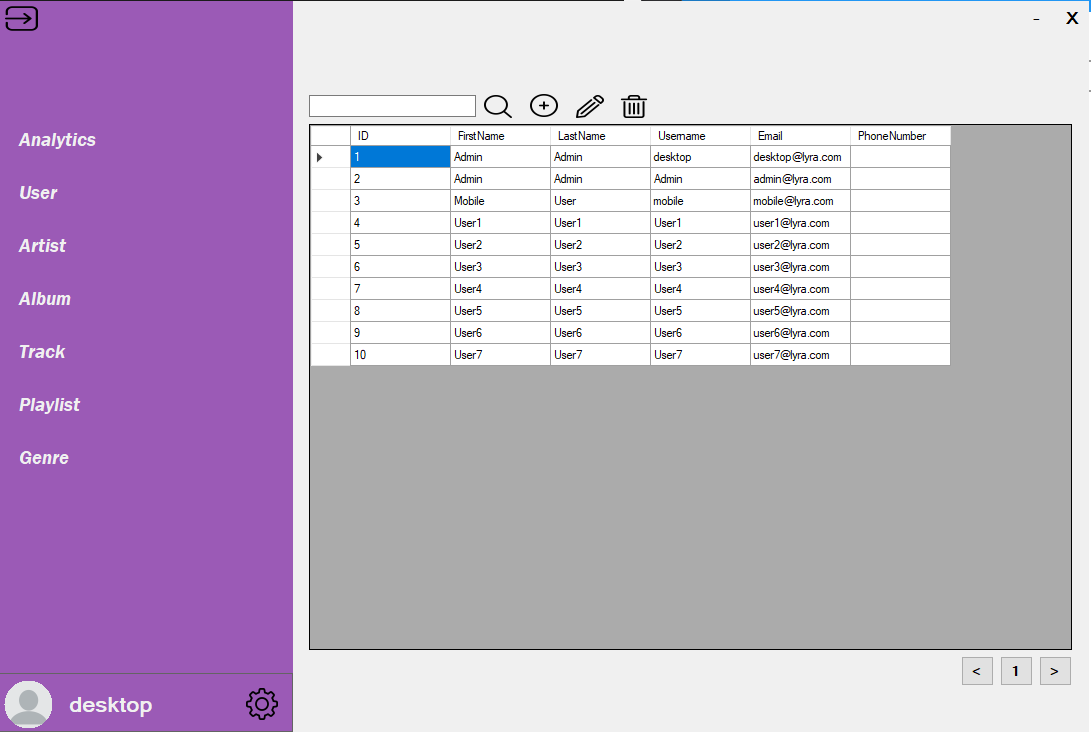 - X
Analytics
User
Artist
Album
Track
Playlist
Genre
desktop
ID FirstName LastName Username Email PhoneNumber
1 Admin Admin desktop desktop@lyra.com
2 Admin Admin Admin admin@lyra.com
3 Mobile User mobile mobile@lyra.com
4 User1 User1 User1 user1@lyra.com
5 User2 User2 User2 user2@lyra.com
6 User3 User3 User3 user3@lyra.com
7 User4 User4 User4 user4@lyra.com
8 User5 User5 User5 user5@lyra.com
9 User6 User6 User6 user6@lyra.com
10 User7 User7 User7 user7@lyra.com
< 1 >